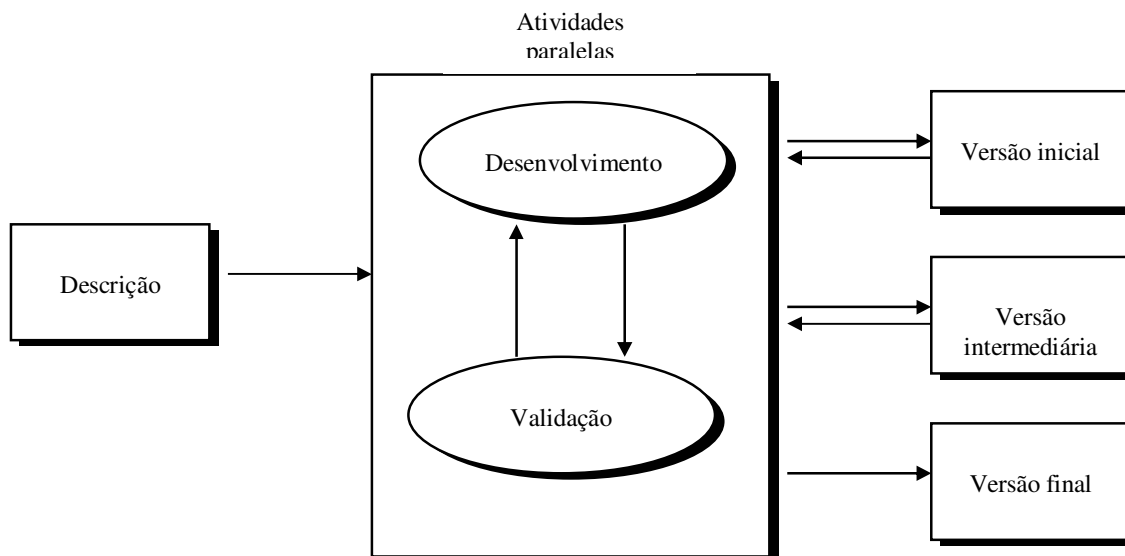 Atividades
paralelas
Desenvolvimento
Versão inicial
Descrição
Versão
intermediária
Validação
Versão final